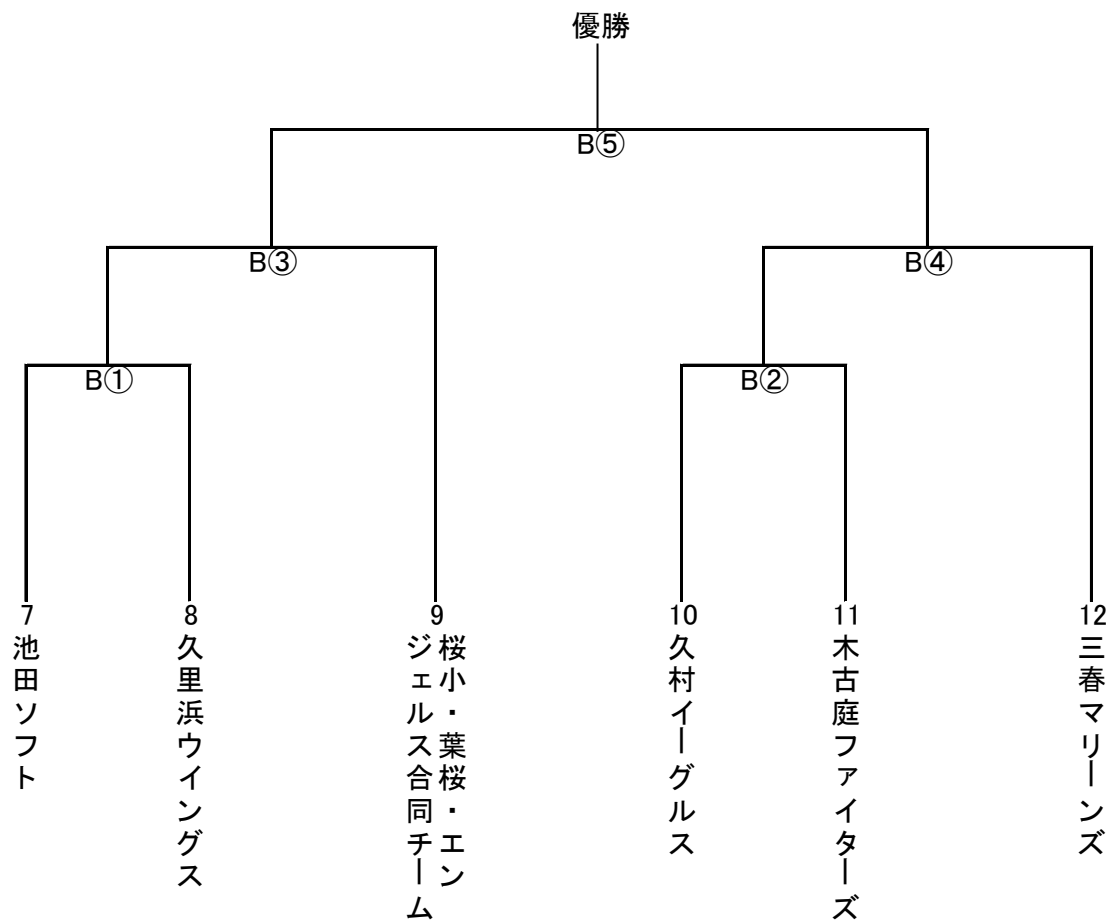 優勝
B⑤
B③
B④
B①
B②
7
池田ソフト
8
久里浜ウイングス
9
桜小・葉桜・エン
ジェルス合同チーム
10
久村イーグルス
11
木古庭ファイターズ
12
三春マリーンズ